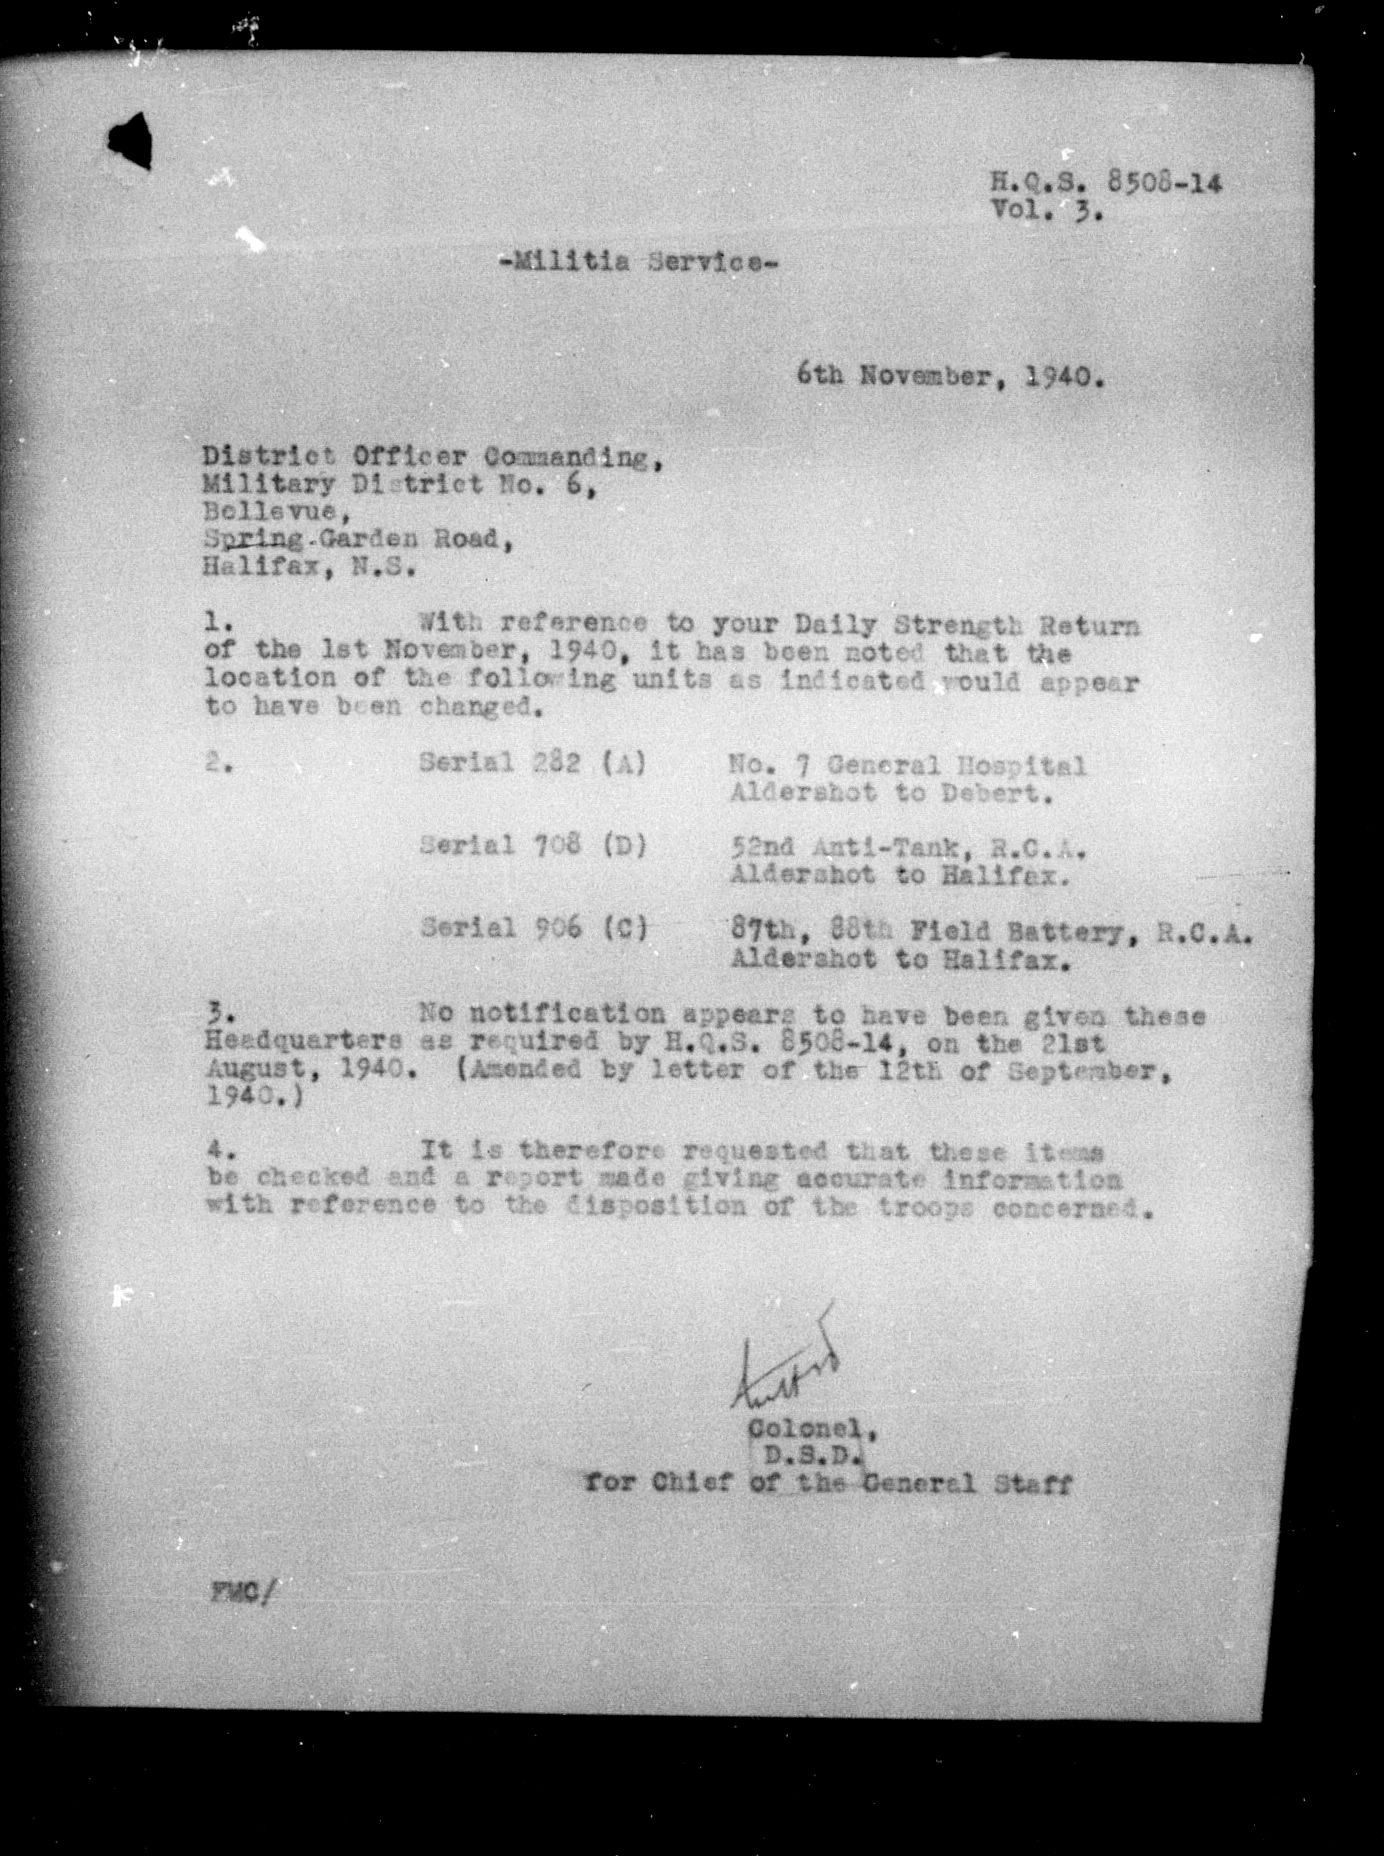 H.Q.S. 8508-14
Vol. 3.
-Militia Service-
6th November, 1940.
District Officer Commanding,
Military District No. 6,
Bellevue,
Spring Garden Road,
Halifax, N.S.
1. With reference to your Daily Strength Return
of the 1st November, 1940, it has been noted that the
location of the following units as indicated would appear
to have been changed.
2. Serial 282 (A) No. 7 General Hospital
Aldershot to Debert.
Serial 708 (D) 52nd Anti-Tank, R.C.A.
Aldershot to Halifax.
Serial 906 (C) 87th, 88th Field Battery, R.C.A.
Aldershot to Halifax.
3. No notification appears to have been given these
Headquarters as required by H.Q.S. 8508-14, on the 21st
August, 1940. (Amended by letter of the 12th of September,
1940.)
4. It is therefore requested that these items
be checked and a report made giving accurate information
with reference to the disposition of the troops concerned.
Colonel,
D.S.D.
for Chief of the General Staff
FMC/